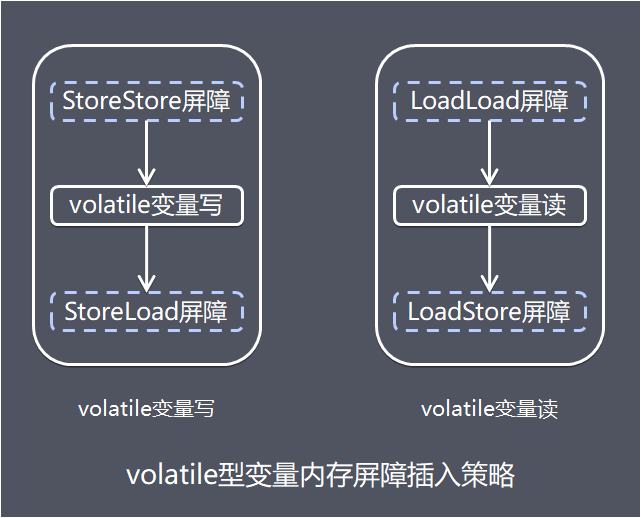 StoreStore屏障
volatile变量写
StoreLoad屏障
volatile变量写
LoadLoad屏障
volatile变量读
LoadStore屏障
volatile变量读
volatile型变量内存屏障插入策略